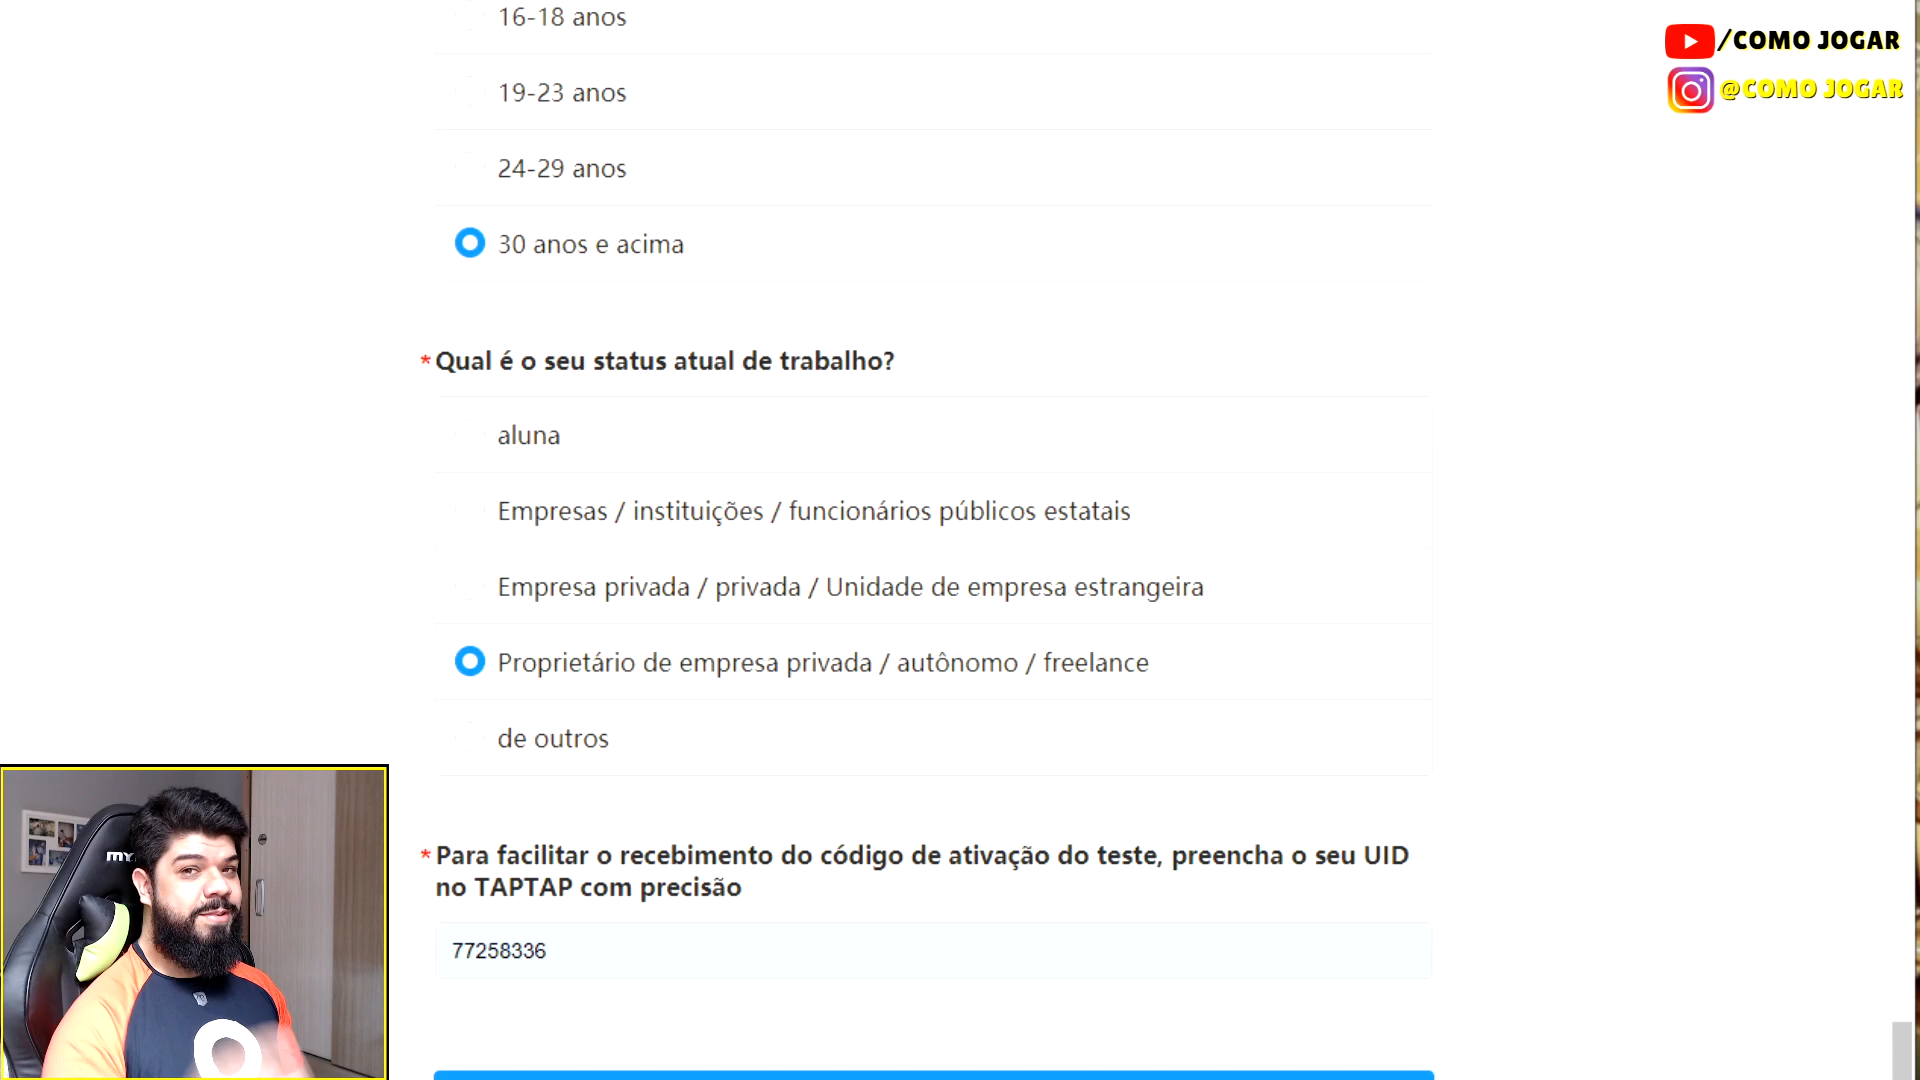 16-18 anos
/COMO JOGAR
@COMO JOGAR
19-23 anos
24-29 anos
30 anos e acima
*Qual é o seu status atual de trabalho?
aluna
Empresas / instituições / funcionários públicos estatais
Empresa privada / privada / Unidade de empresa estrangeira
Proprietário de empresa privada / autônomo / freelance
de outros
*Para facilitar o recebimento do código de ativação do teste, preencha o seu UID
no TAPTAP com precisão
77258336